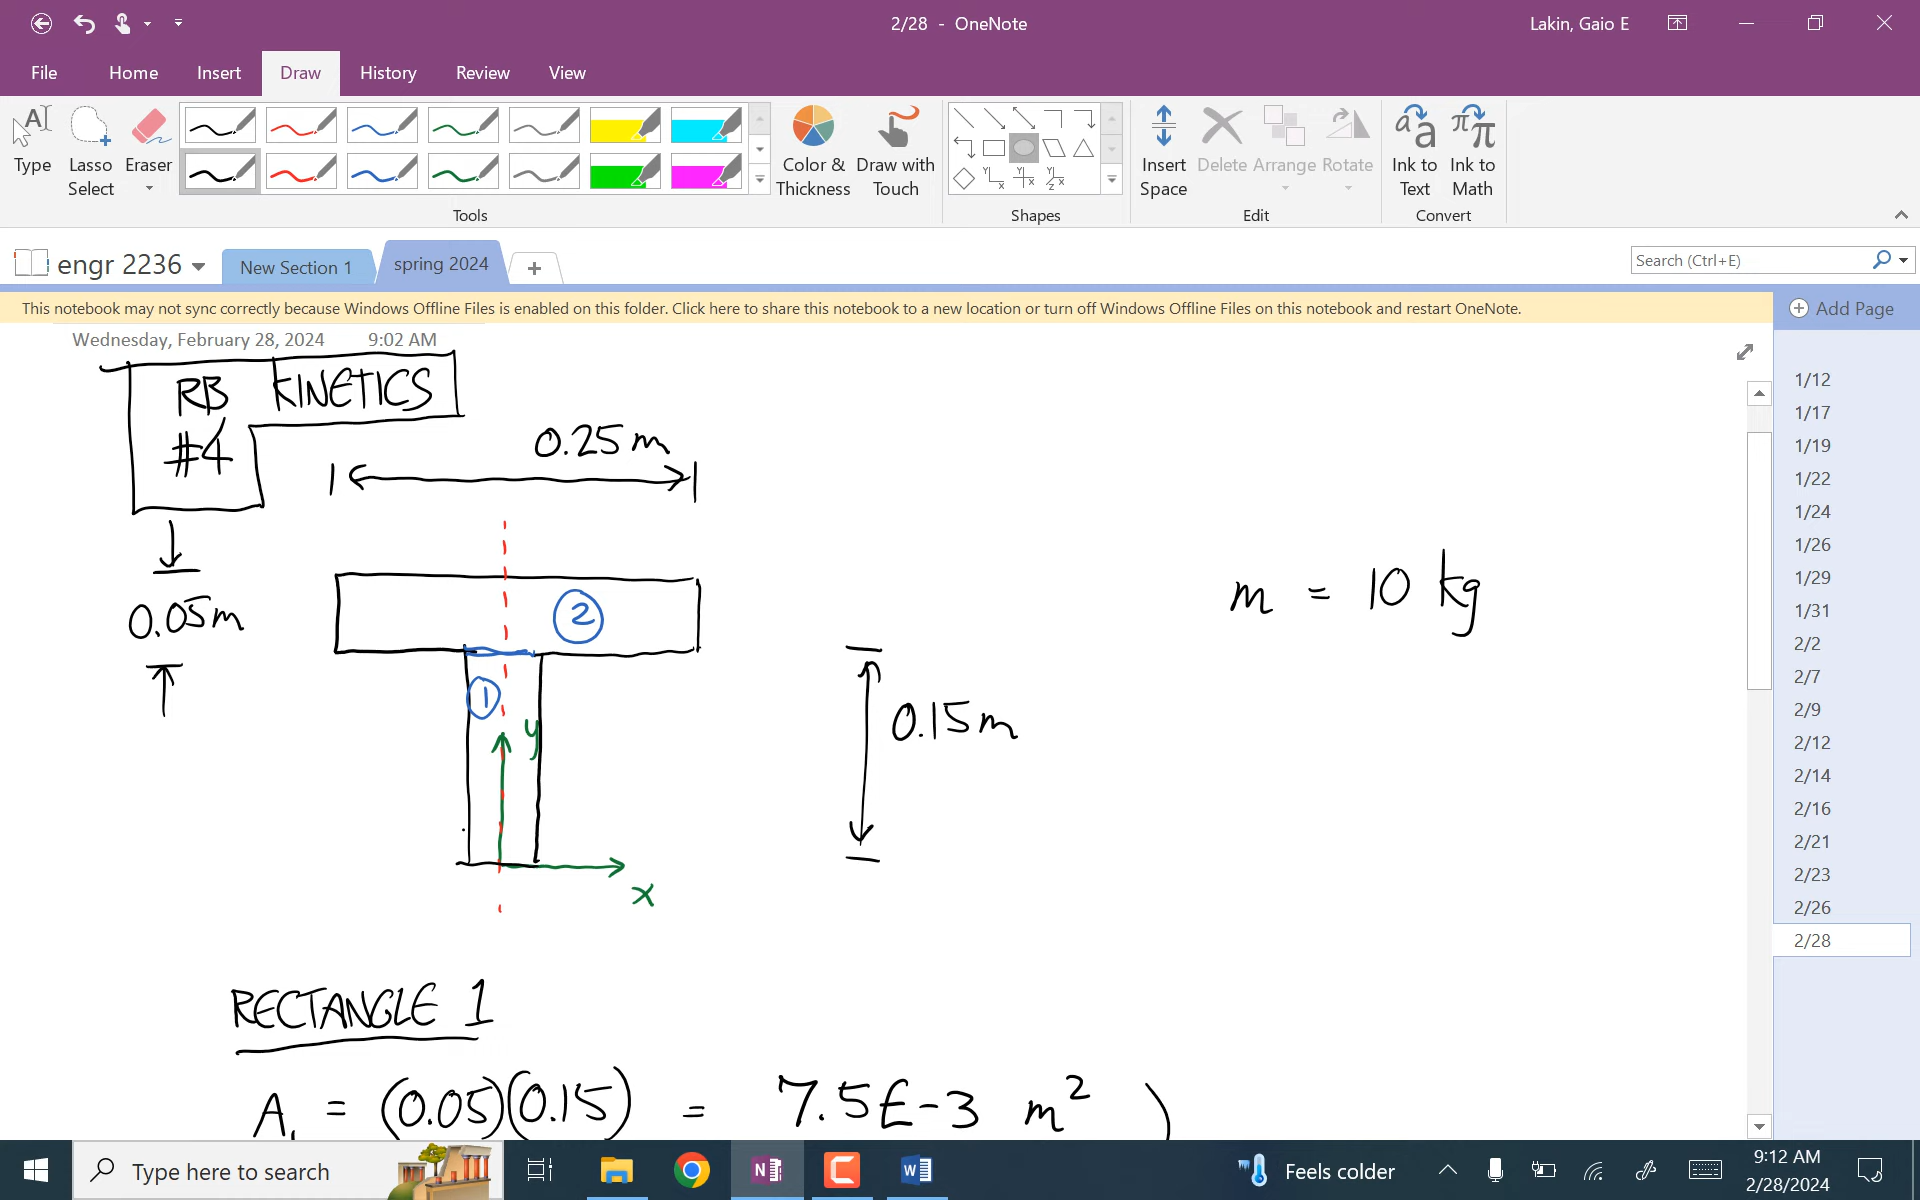 2/28 - OneNote
Lakin, Gaio E
File Home Insert Draw History Review View
Type
Lasso Select
Eraser
Color & Thickness
Draw with Touch
Insert Space
Delete
Arrange
Rotate
Ink to Text
Ink to Math
Tools
Shapes
Edit
Convert
engr 2236
New Section 1
spring 2024
Search (Ctrl+E)
This notebook may not sync correctly because Windows Offline Files is enabled on this folder. Click here to share this notebook to a new location or turn off Windows Offline Files on this notebook and restart OneNote.
Add Page
Wednesday, February 28, 2024 9:02 AM
RB KINETICS
#4
0.25 m
0.05 m
2
1
y
x
0.15 m
m = 10 kg
RECTANGLE 1
A₁ = (0.05)(0.15) = 7.5E-3 m² )
1/12
1/17
1/19
1/22
1/24
1/26
1/29
1/31
2/2
2/7
2/9
2/12
2/14
2/16
2/21
2/23
2/26
2/28
Type here to search
Feels colder
9:12 AM
2/28/2024